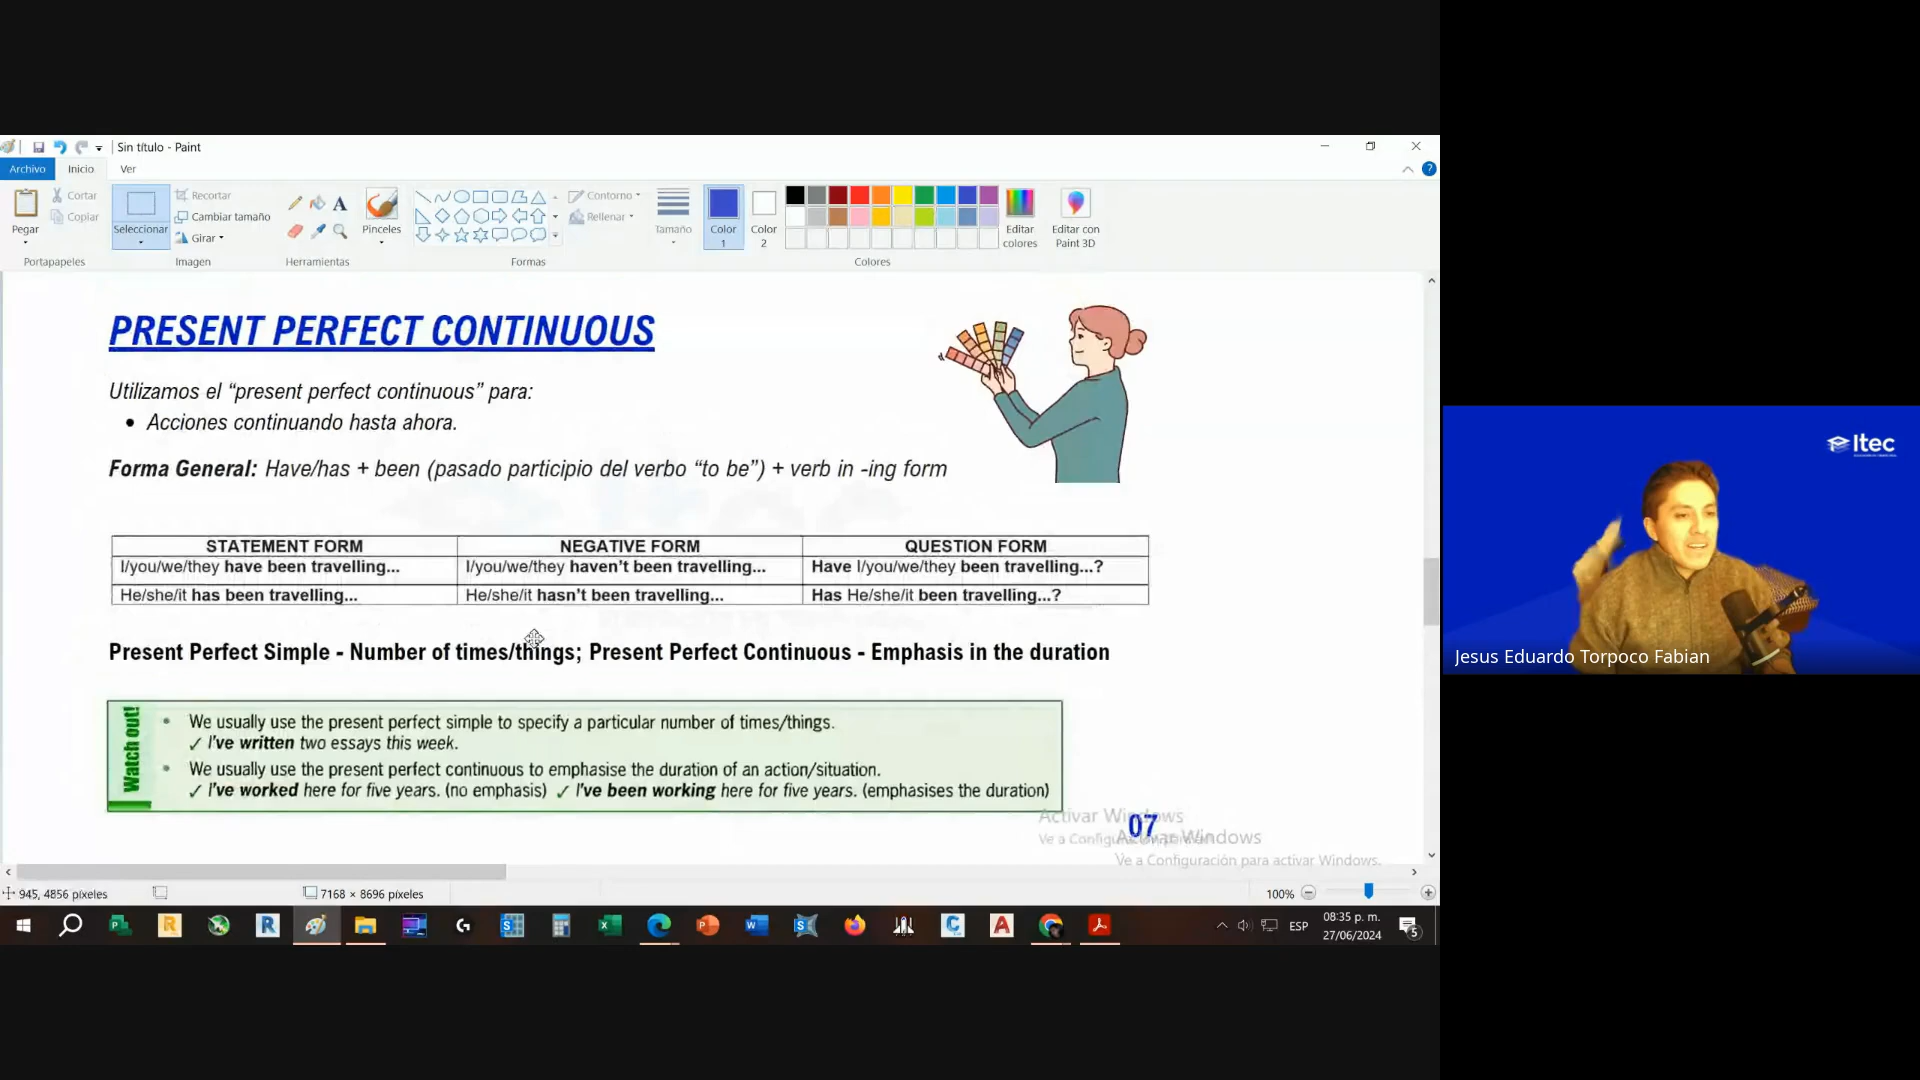 Sin título - Paint
Archivo Inicio Ver
Pegar
Cortar
Copiar
Portapapeles
Seleccionar
Recortar
Cambiar tamaño
Girar
Imagen
Herramientas
Pinceles
Contorno
Rellenar
Formas
Tamaño
Color 1
Color 2
Editar colores
Editar con Paint 3D
Colores
PRESENT PERFECT CONTINUOUS
Utilizamos el “present perfect continuous” para:
• Acciones continuando hasta ahora.
Forma General: Have/has + been (pasado participio del verbo “to be”) + verb in -ing form
STATEMENT FORM NEGATIVE FORM QUESTION FORM
I/you/we/they have been travelling... I/you/we/they haven’t been travelling... Have I/you/we/they been travelling...?
He/she/it has been travelling... He/she/it hasn’t been travelling... Has He/she/it been travelling...?
Present Perfect Simple - Number of times/things; Present Perfect Continuous - Emphasis in the duration
Watch out!
• We usually use the present perfect simple to specify a particular number of times/things.
✓ I’ve written two essays this week.
• We usually use the present perfect continuous to emphasise the duration of an action/situation.
✓ I’ve worked here for five years. (no emphasis) ✓ I’ve been working here for five years. (emphasises the duration)
07
Activar Windows
Activar Windows
Ve a Configuración para activar Windows.
945, 4856 píxeles
7168 × 8696 píxeles
100%
ESP
08:35 p. m.
27/06/2024
5
Itec
Jesus Eduardo Torpoco Fabian